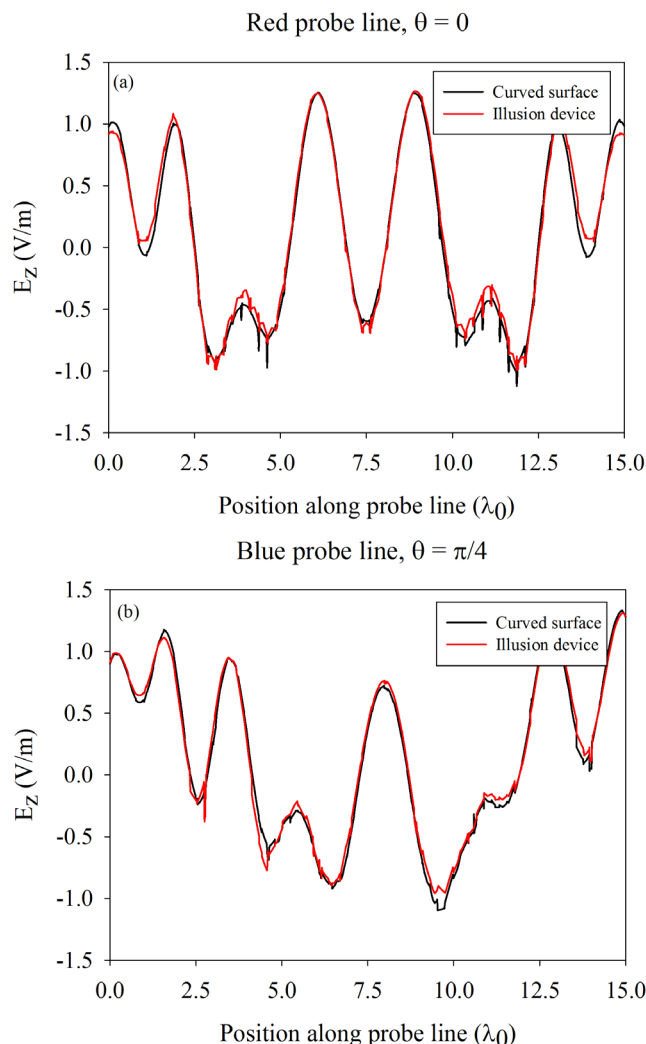 Red probe line, θ = 0
1.5
1.0
0.5
0.0
-0.5
-1.0
-1.5
E_Z (V/m)
(a)
Curved surface
Illusion device
0.0 2.5 5.0 7.5 10.0 12.5 15.0
Position along probe line (λ₀)
Blue probe line, θ = π/4
1.5
1.0
0.5
0.0
-0.5
-1.0
-1.5
E_Z (V/m)
(b)
Curved surface
Illusion device
0.0 2.5 5.0 7.5 10.0 12.5 15.0
Position along probe line (λ₀)